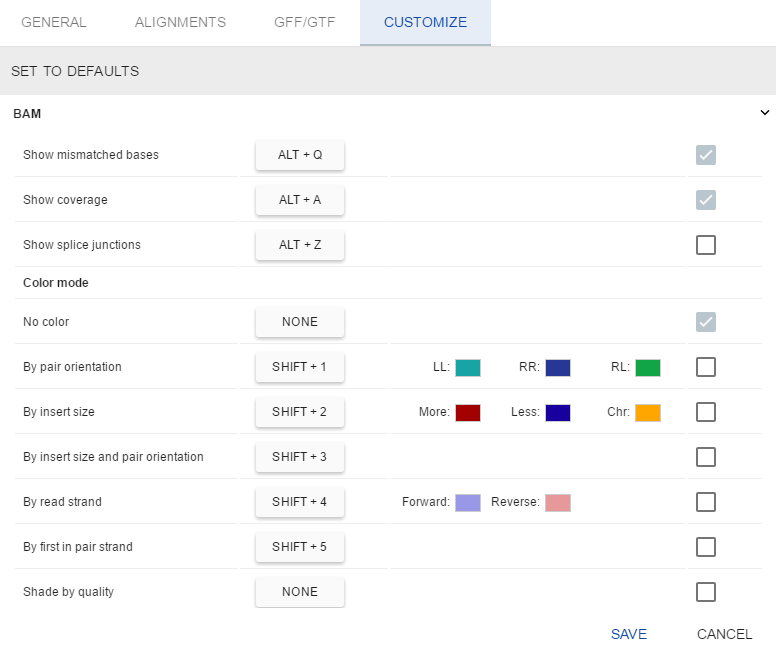 GENERAL ALIGNMENTS GFF/GTF CUSTOMIZE
SET TO DEFAULTS
BAM
Show mismatched bases ALT + Q
Show coverage ALT + A
Show splice junctions ALT + Z
Color mode
No color NONE
By pair orientation SHIFT + 1 LL: RR: RL:
By insert size SHIFT + 2 More: Less: Chr:
By insert size and pair orientation SHIFT + 3
By read strand SHIFT + 4 Forward: Reverse:
By first in pair strand SHIFT + 5
Shade by quality NONE
SAVE CANCEL